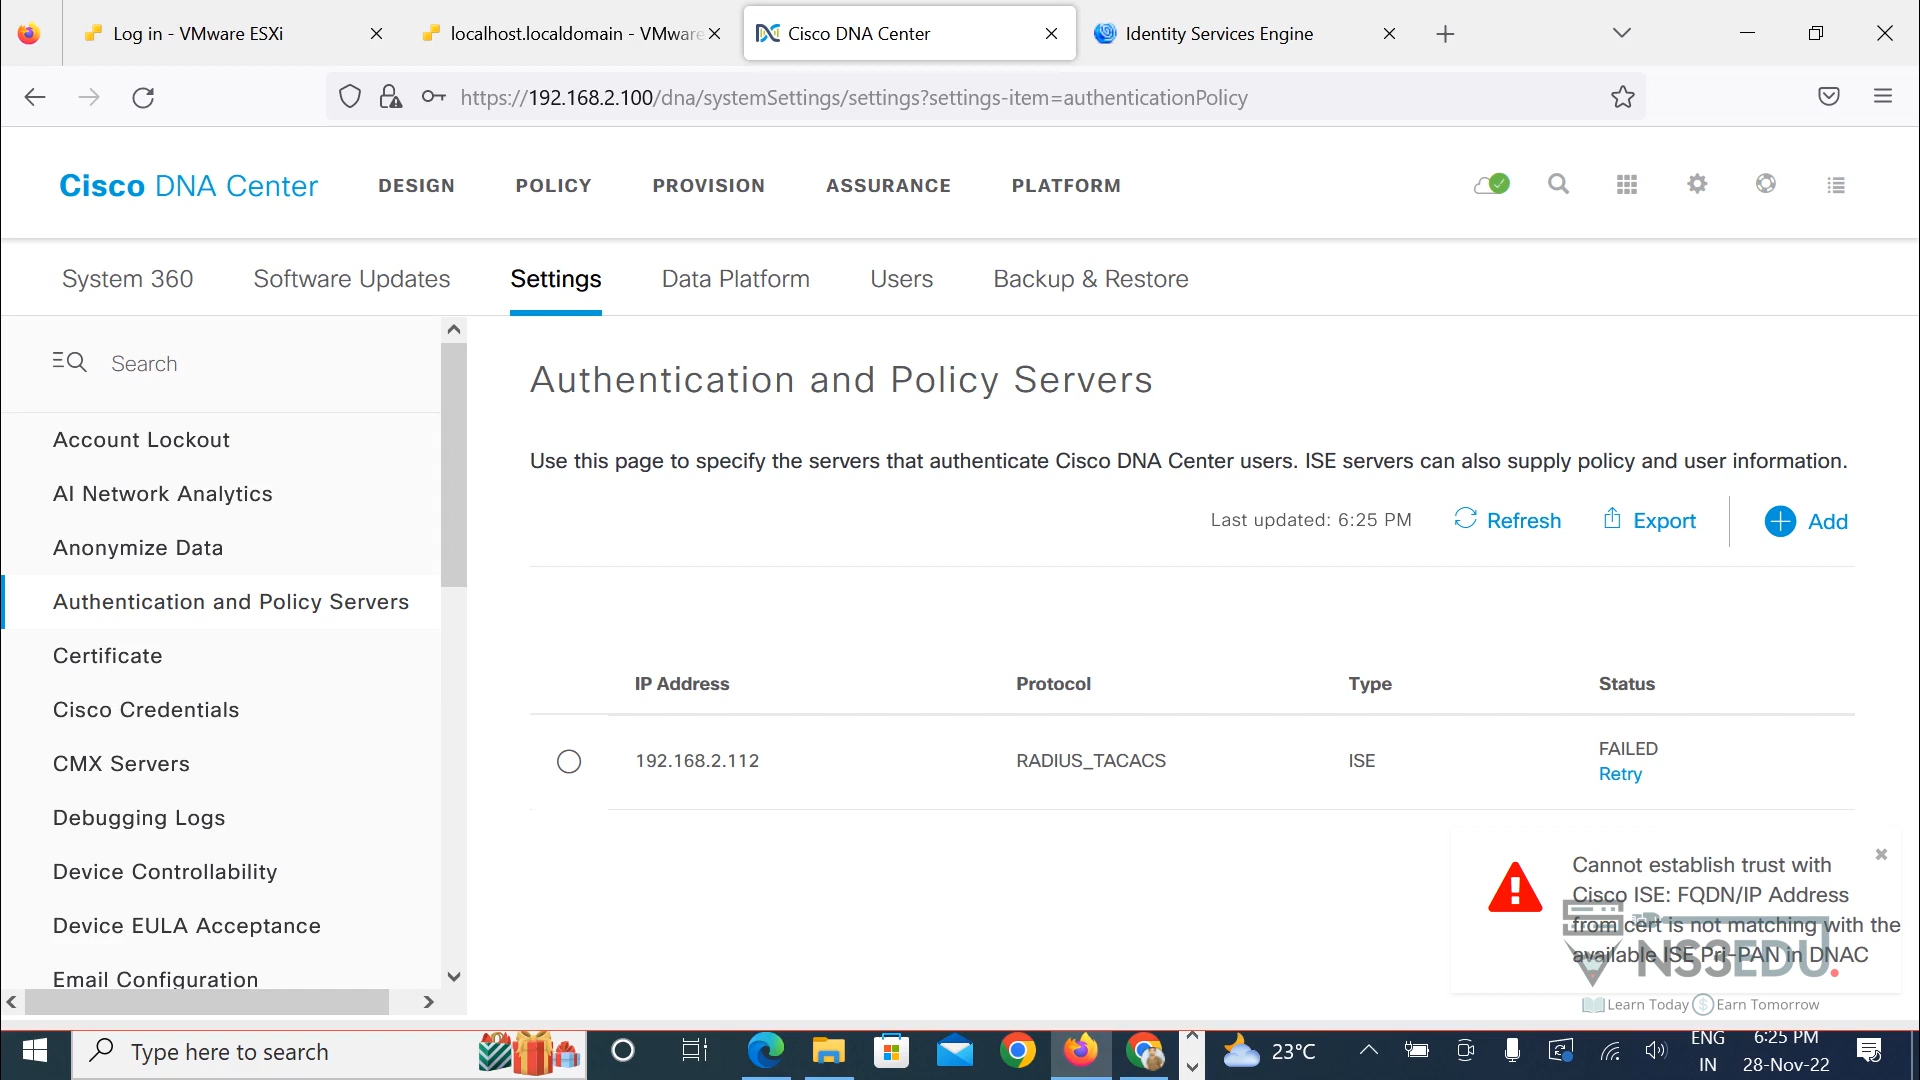 Log in - VMware ESXi
localhost.localdomain - VMware
Cisco DNA Center
Identity Services Engine
https://192.168.2.100/dna/systemSettings/settings?settings-item=authenticationPolicy
Cisco DNA Center
DESIGN
POLICY
PROVISION
ASSURANCE
PLATFORM
System 360
Software Updates
Settings
Data Platform
Users
Backup & Restore
Search
Account Lockout
AI Network Analytics
Anonymize Data
Authentication and Policy Servers
Certificate
Cisco Credentials
CMX Servers
Debugging Logs
Device Controllability
Device EULA Acceptance
Email Configuration
Authentication and Policy Servers
Use this page to specify the servers that authenticate Cisco DNA Center users. ISE servers can also supply policy and user information.
Last updated: 6:25 PM
Refresh
Export
Add
IP Address
Protocol
Type
Status
192.168.2.112
RADIUS_TACACS
ISE
FAILED
Retry
Cannot establish trust with
Cisco ISE: FQDN/IP Address
from cert is not matching with the
available ISE Pri-PAN in DNAC
NS3EDU.
Learn Today $ Earn Tomorrow
Type here to search
23°C
ENG
IN
6:25 PM
28-Nov-22